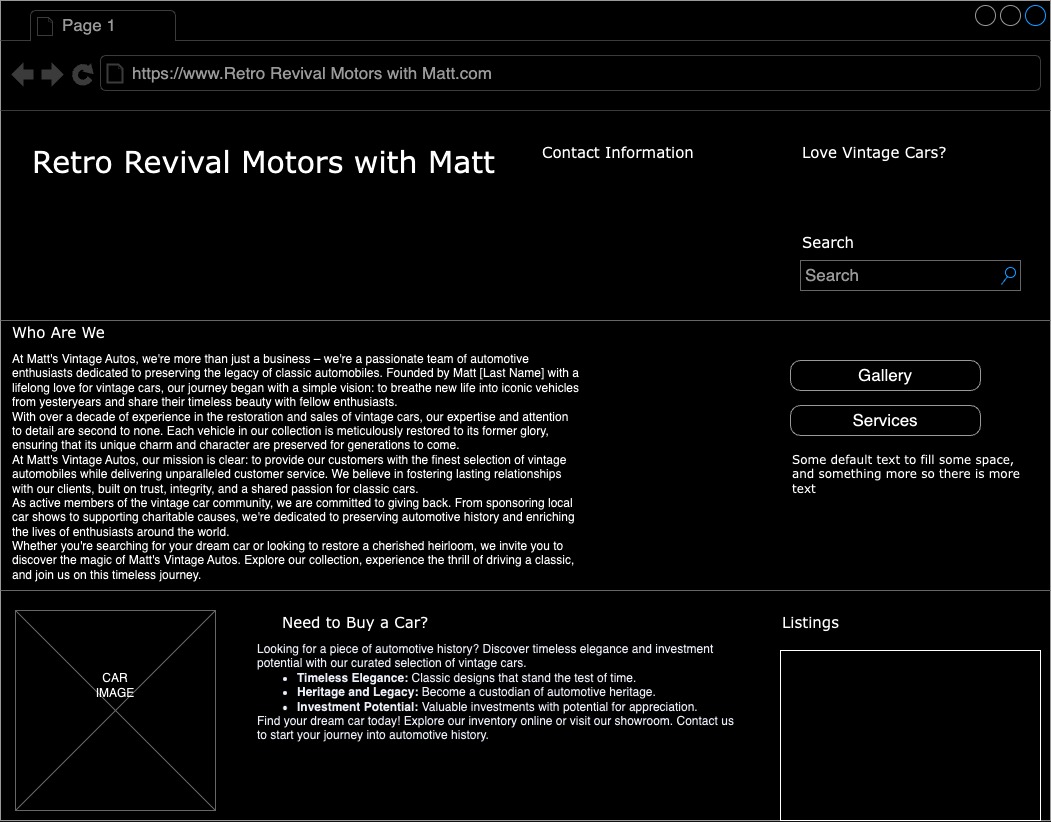 Page 1
https://www.Retro Revival Motors with Matt.com
Retro Revival Motors with Matt
Contact Information
Love Vintage Cars?
Search
Search
Who Are We
At Matt's Vintage Autos, we're more than just a business – we're a passionate team of automotive
enthusiasts dedicated to preserving the legacy of classic automobiles. Founded by Matt [Last Name] with a
lifelong love for vintage cars, our journey began with a simple vision: to breathe new life into iconic vehicles
from yesteryears and share their timeless beauty with fellow enthusiasts.
With over a decade of experience in the restoration and sales of vintage cars, our expertise and attention
to detail are second to none. Each vehicle in our collection is meticulously restored to its former glory,
ensuring that its unique charm and character are preserved for generations to come.
At Matt's Vintage Autos, our mission is clear: to provide our customers with the finest selection of vintage
automobiles while delivering unparalleled customer service. We believe in fostering lasting relationships
with our clients, built on trust, integrity, and a shared passion for classic cars.
As active members of the vintage car community, we are committed to giving back. From sponsoring local
car shows to supporting charitable causes, we're dedicated to preserving automotive history and enriching
the lives of enthusiasts around the world.
Whether you're searching for your dream car or looking to restore a cherished heirloom, we invite you to
discover the magic of Matt's Vintage Autos. Explore our collection, experience the thrill of driving a classic,
and join us on this timeless journey.
Gallery
Services
Some default text to fill some space,
and something more so there is more
text
CAR
IMAGE
Need to Buy a Car?
Looking for a piece of automotive history? Discover timeless elegance and investment
potential with our curated selection of vintage cars.
• Timeless Elegance: Classic designs that stand the test of time.
• Heritage and Legacy: Become a custodian of automotive heritage.
• Investment Potential: Valuable investments with potential for appreciation.
Find your dream car today! Explore our inventory online or visit our showroom. Contact us
to start your journey into automotive history.
Listings